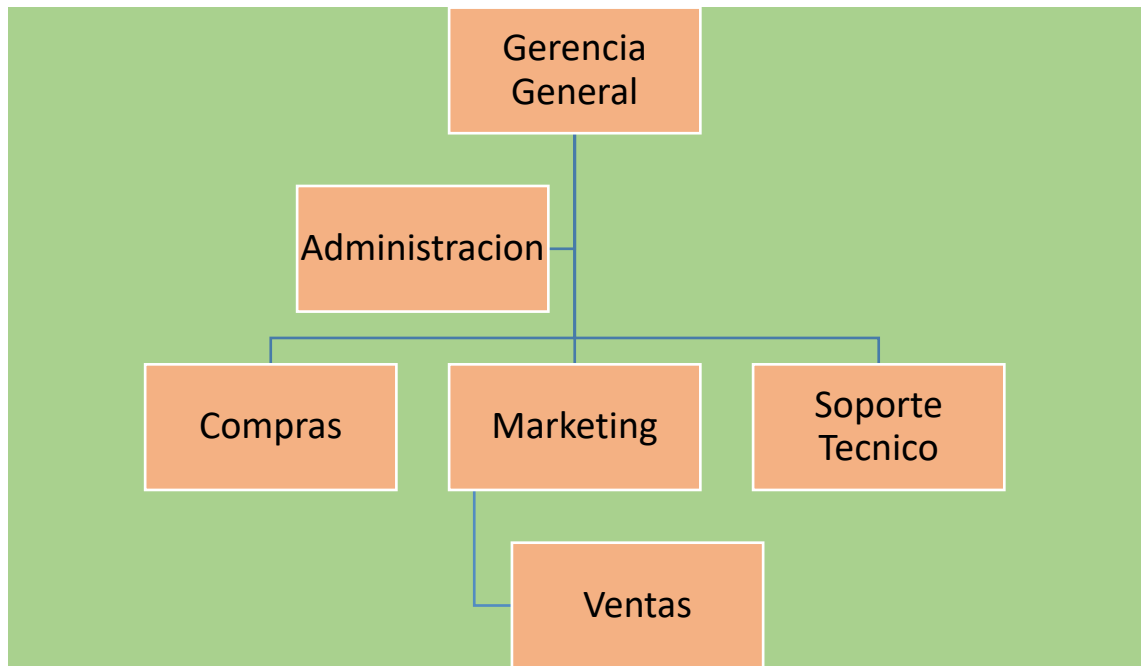 Gerencia
General
Administracion
Compras
Marketing
Soporte
Tecnico
Ventas